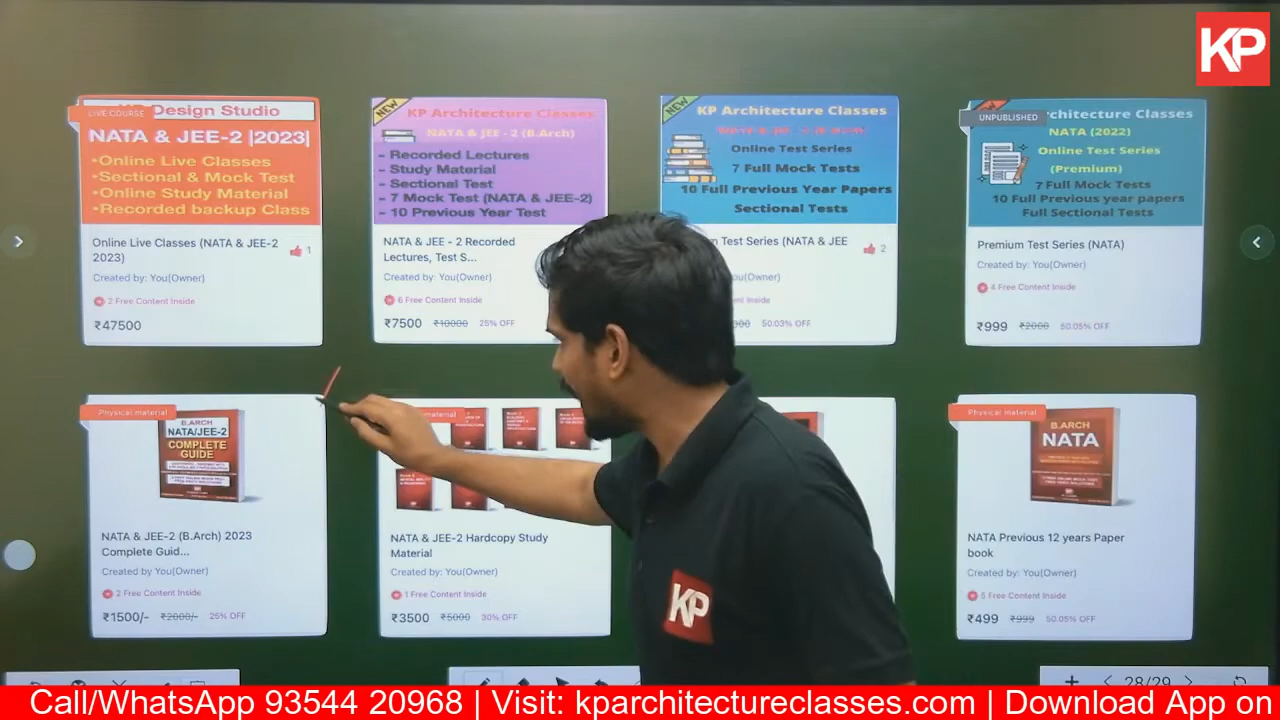 KP
LIVE COURSE
Design Studio
NATA & JEE-2 |2023|
•Online Live Classes
•Sectional & Mock Test
•Online Study Material
•Recorded backup Class
Online Live Classes (NATA & JEE-2
2023)
1
Created by: You(Owner)
2 Free Content Inside
₹47500
NEW
KP Architecture Classes
NATA & JEE - 2 (B.Arch)
- Recorded Lectures
- Study Material
- Sectional Test
- 7 Mock Test (NATA & JEE-2)
- 10 Previous Year Test
NATA & JEE - 2 Recorded
Lectures, Test S...
Created by: You(Owner)
6 Free Content Inside
₹7500 ₹10000 25% OFF
NEW
KP Architecture Classes
Online Test Series
7 Full Mock Tests
10 Full Previous Year Papers
Sectional Tests
Test Series (NATA & JEE
2
You(Owner)
Inside
50.03% OFF
UNPUBLISHED
Classes
NATA (2022)
Online Test Series
(Premium)
7 Full Mock Tests
10 Full Previous year papers
Full Sectional Tests
Premium Test Series (NATA)
Created by: You(Owner)
4 Free Content Inside
₹999 ₹2000 50.05% OFF
Physical material
B.ARCH
NATA/JEE-2
COMPLETE
GUIDE
NATA & JEE-2 (B.Arch) 2023
Complete Guid...
Created by You(Owner)
2 Free Content Inside
₹1500/- ₹2000/- 25% OFF
material
NATA & JEE-2 Hardcopy Study
Material
Created by: You(Owner)
1 Free Content Inside
₹3500 ₹5000 30% OFF
KP
Physical material
B.ARCH
NATA
NATA Previous 12 years Paper
book
Created by: You(Owner)
5 Free Content Inside
₹499 ₹999 50.05% OFF
28/29
Call/WhatsApp 93544 20968 | Visit: kparchitectureclasses.com | Download App on